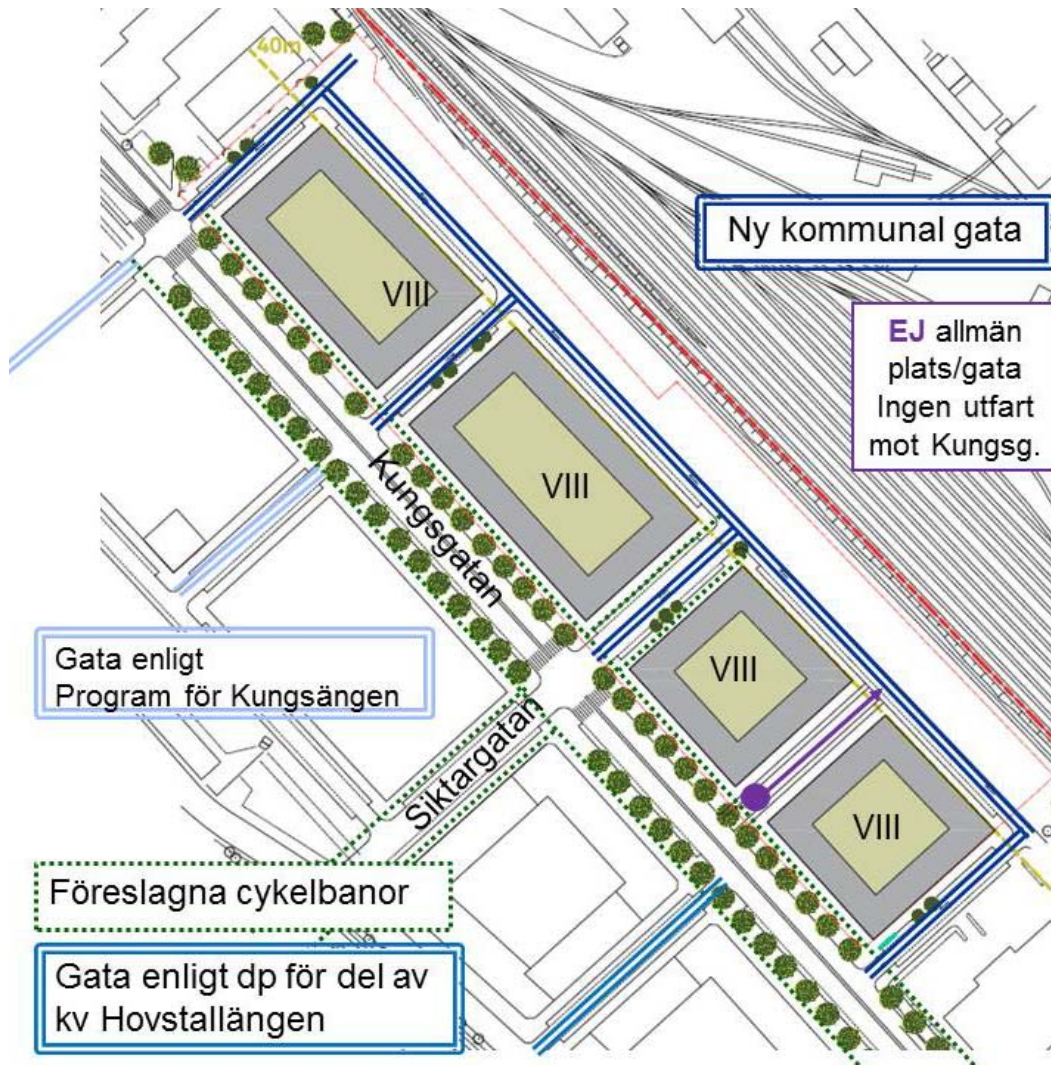 40m
Ny kommunal gata
VIII
EJ allmän
plats/gata
Ingen utfart
mot Kungsg.
VIII
Kungsgatan
Gata enligt
Program för Kungsängen
VIII
Siktargatan
VIII
Föreslagna cykelbanor
Gata enligt dp för del av
kv Hovstallängen